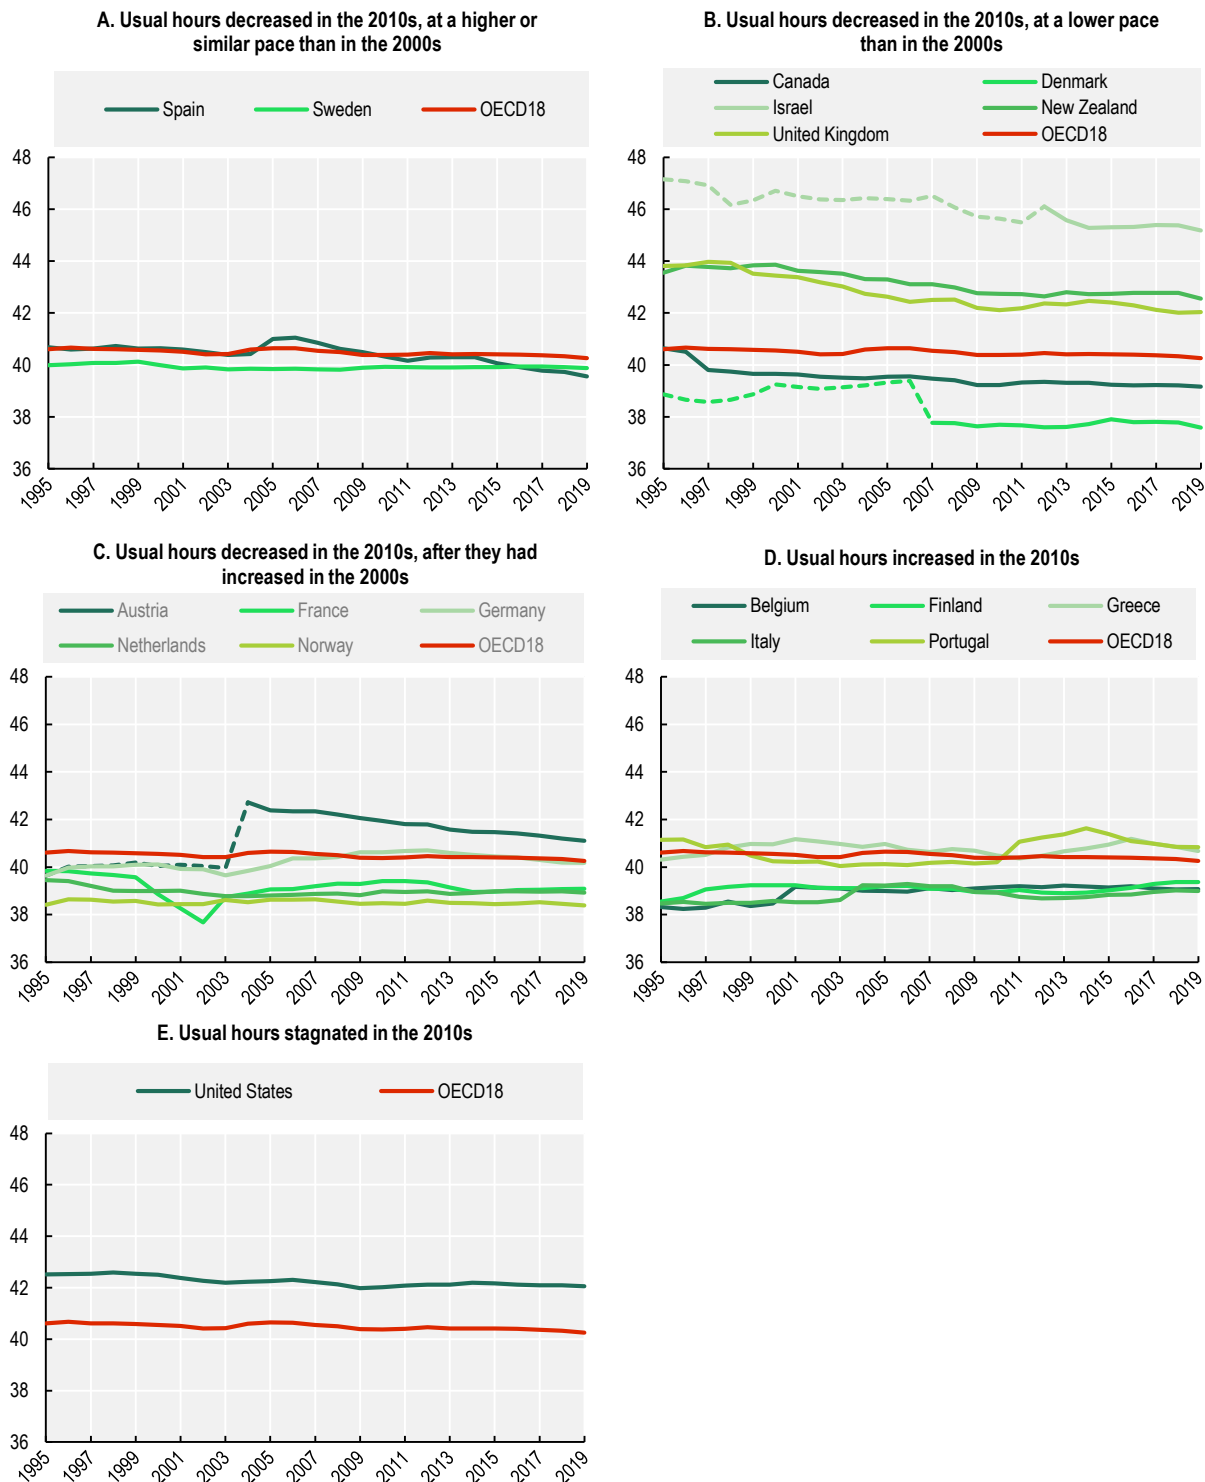 A. Usual hours decreased in the 2010s, at a higher or
similar pace than in the 2000s
Spain Sweden OECD18
48
46
44
42
40
38
36
1995 1997 1999 2001 2003 2005 2007 2009 2011 2013 2015 2017 2019
B. Usual hours decreased in the 2010s, at a lower pace
than in the 2000s
Canada Denmark
Israel New Zealand
United Kingdom OECD18
48
46
44
42
40
38
36
1995 1997 1999 2001 2003 2005 2007 2009 2011 2013 2015 2017 2019
C. Usual hours decreased in the 2010s, after they had
increased in the 2000s
Austria France Germany
Netherlands Norway OECD18
48
46
44
42
40
38
36
1995 1997 1999 2001 2003 2005 2007 2009 2011 2013 2015 2017 2019
D. Usual hours increased in the 2010s
Belgium Finland Greece
Italy Portugal OECD18
48
46
44
42
40
38
36
1995 1997 1999 2001 2003 2005 2007 2009 2011 2013 2015 2017 2019
E. Usual hours stagnated in the 2010s
United States OECD18
48
46
44
42
40
38
36
1995 1997 1999 2001 2003 2005 2007 2009 2011 2013 2015 2017 2019